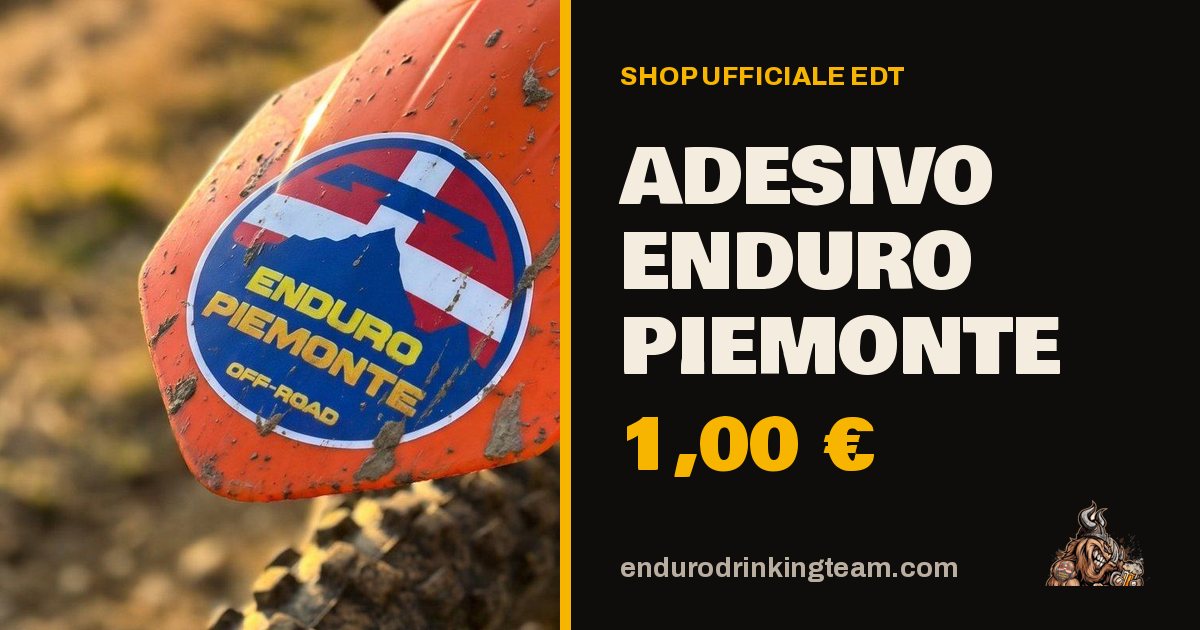 ENDURO
PIEMONTE
OFF-ROAD
SHOP UFFICIALE EDT
ADESIVO
ENDURO
PIEMONTE
1,00 €
endurodrinkingteam.com